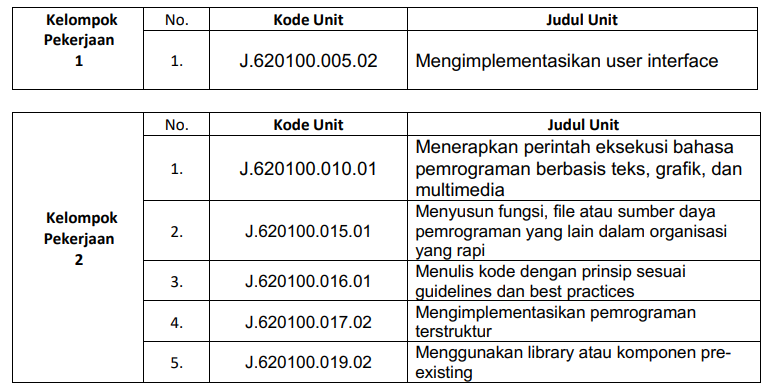 Kelompok Pekerjaan 1
No. Kode Unit Judul Unit
1. J.620100.005.02 Mengimplementasikan user interface
Kelompok Pekerjaan 2
No. Kode Unit Judul Unit
1. J.620100.010.01 Menerapkan perintah eksekusi bahasa
pemrograman berbasis teks, grafik, dan
multimedia
2. J.620100.015.01 Menyusun fungsi, file atau sumber daya
pemrograman yang lain dalam organisasi
yang rapi
3. J.620100.016.01 Menulis kode dengan prinsip sesuai
guidelines dan best practices
4. J.620100.017.02 Mengimplementasikan pemrograman
terstruktur
5. J.620100.019.02 Menggunakan library atau komponen pre-
existing